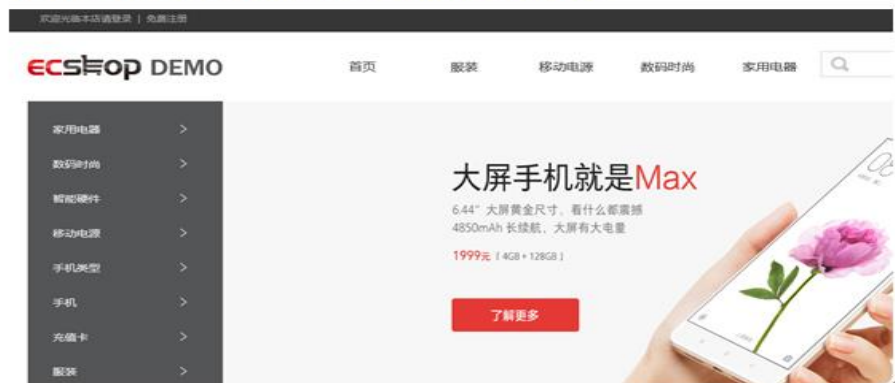 欢迎光临本店请登录 | 免费注册
ECSHOP DEMO
首页 服装 移动电源 数码时尚 家用电器
家用电器 >
数码时尚 >
智能硬件 >
移动电源 >
手机类型 >
手机 >
充值卡 >
服装 >
大屏手机就是Max
6.44" 大屏黄金尺寸，看什么都震撼
4850mAh 长续航，大屏有大电量
1999元 [ 4GB + 128GB ]
了解更多